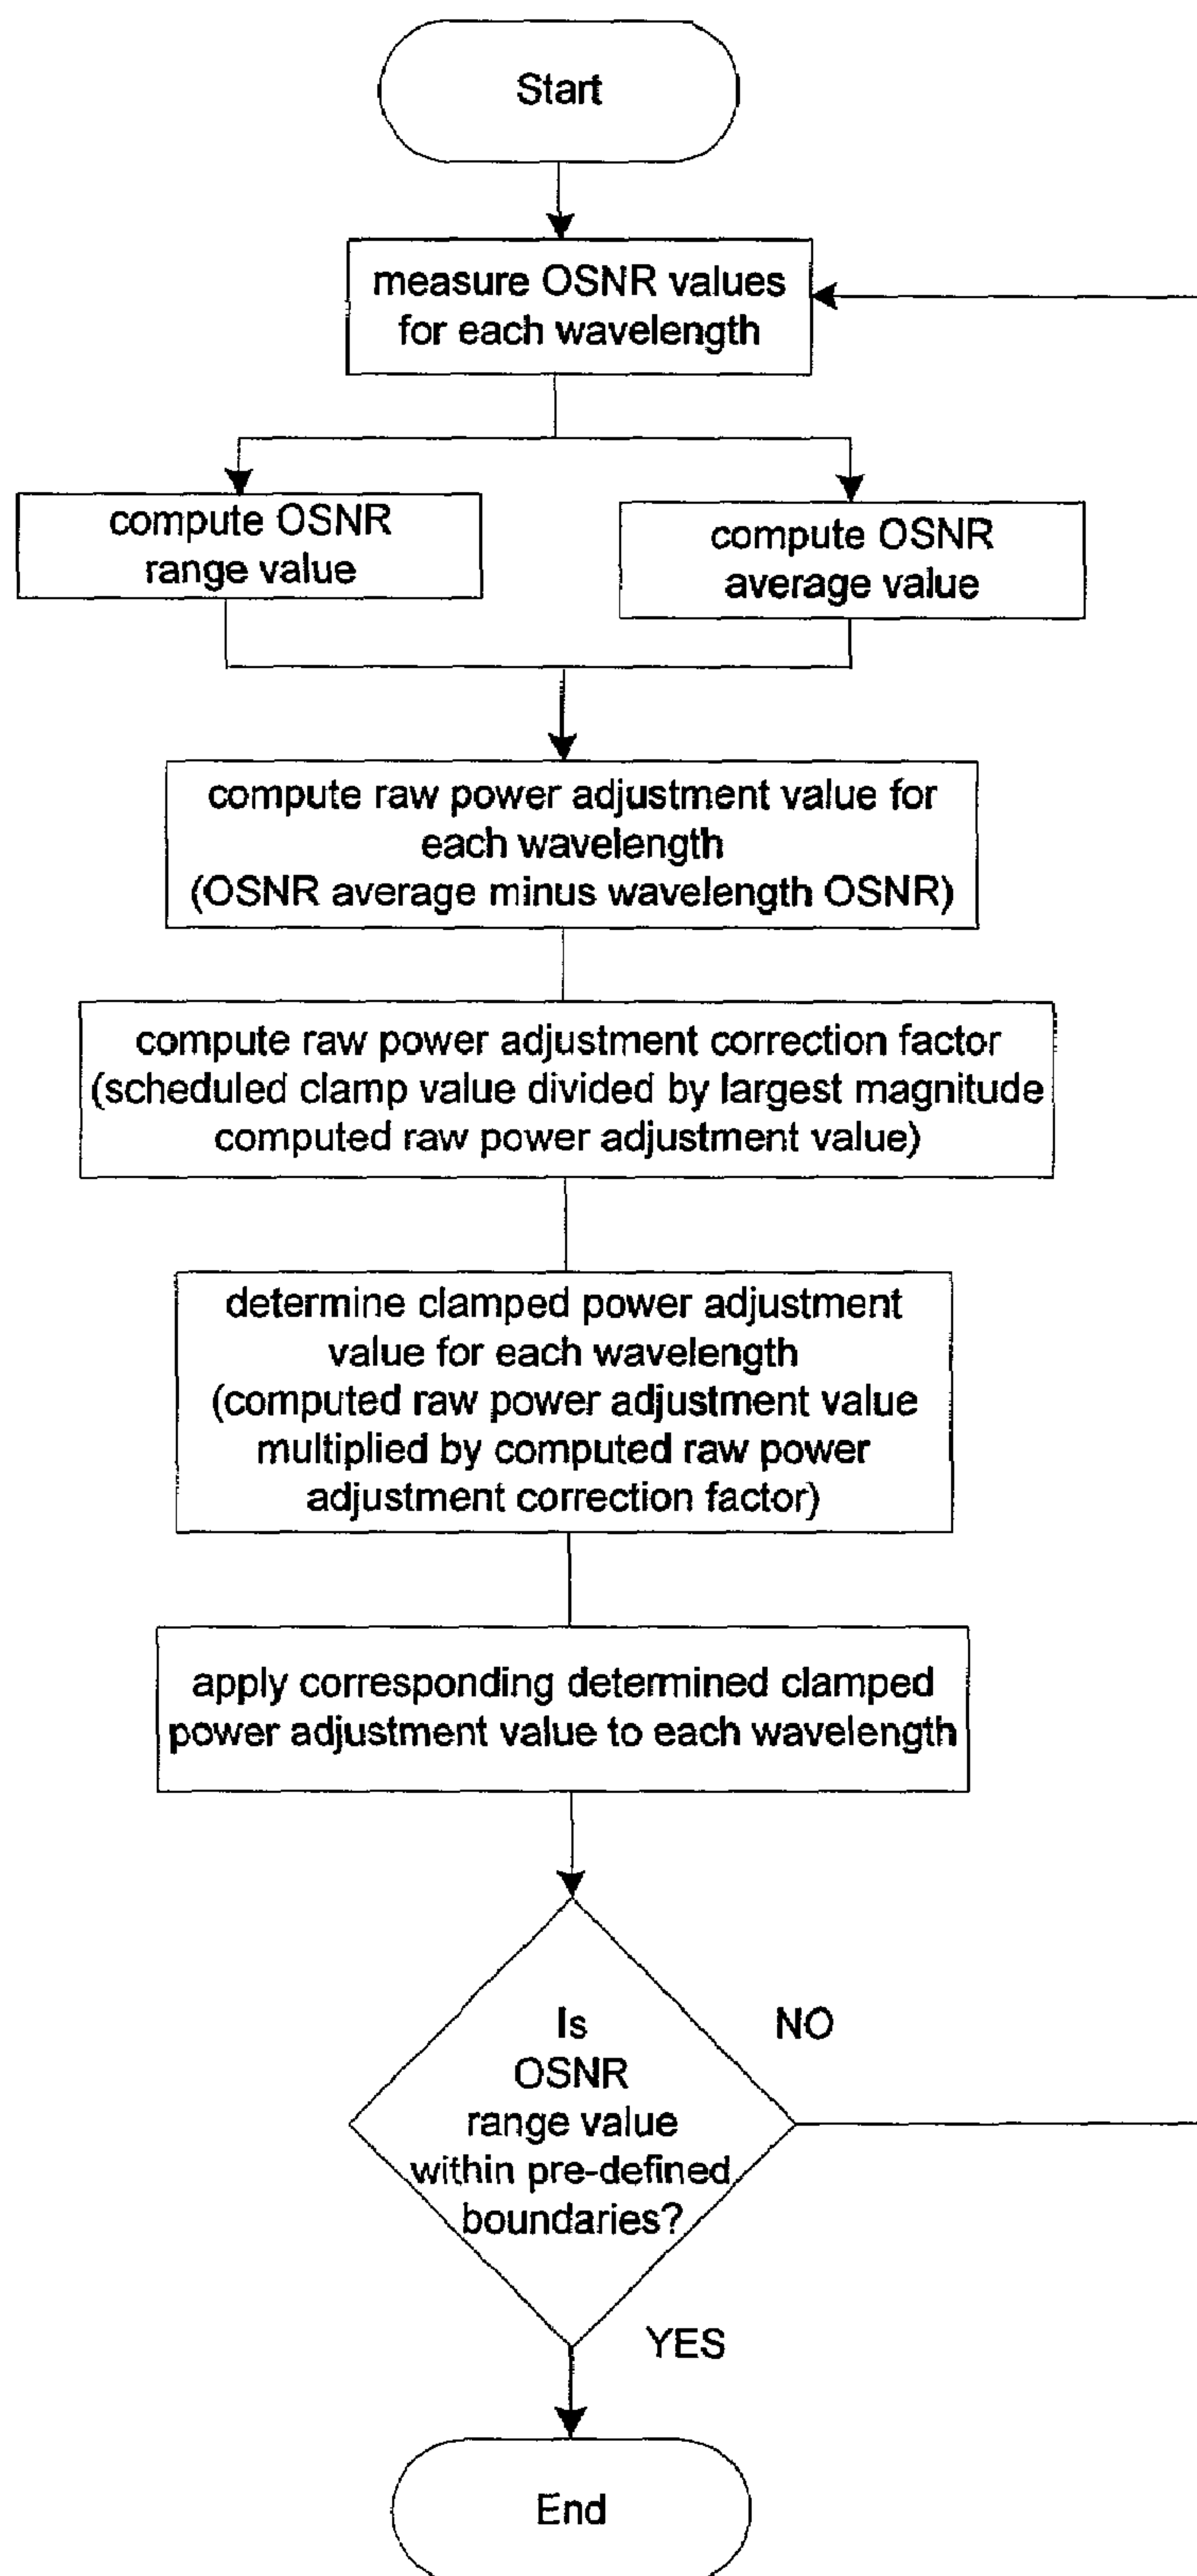 Start
measure OSNR values
for each wavelength
compute OSNR
range value
compute OSNR
average value
compute raw power adjustment value for
each wavelength
(OSNR average minus wavelength OSNR)
compute raw power adjustment correction factor
(scheduled clamp value divided by largest magnitude
computed raw power adjustment value)
determine clamped power adjustment
value for each wavelength
(computed raw power adjustment value
multiplied by computed raw power
adjustment correction factor)
apply corresponding determined clamped
power adjustment value to each wavelength
Is
OSNR
range value
within pre-defined
boundaries?
NO
YES
End